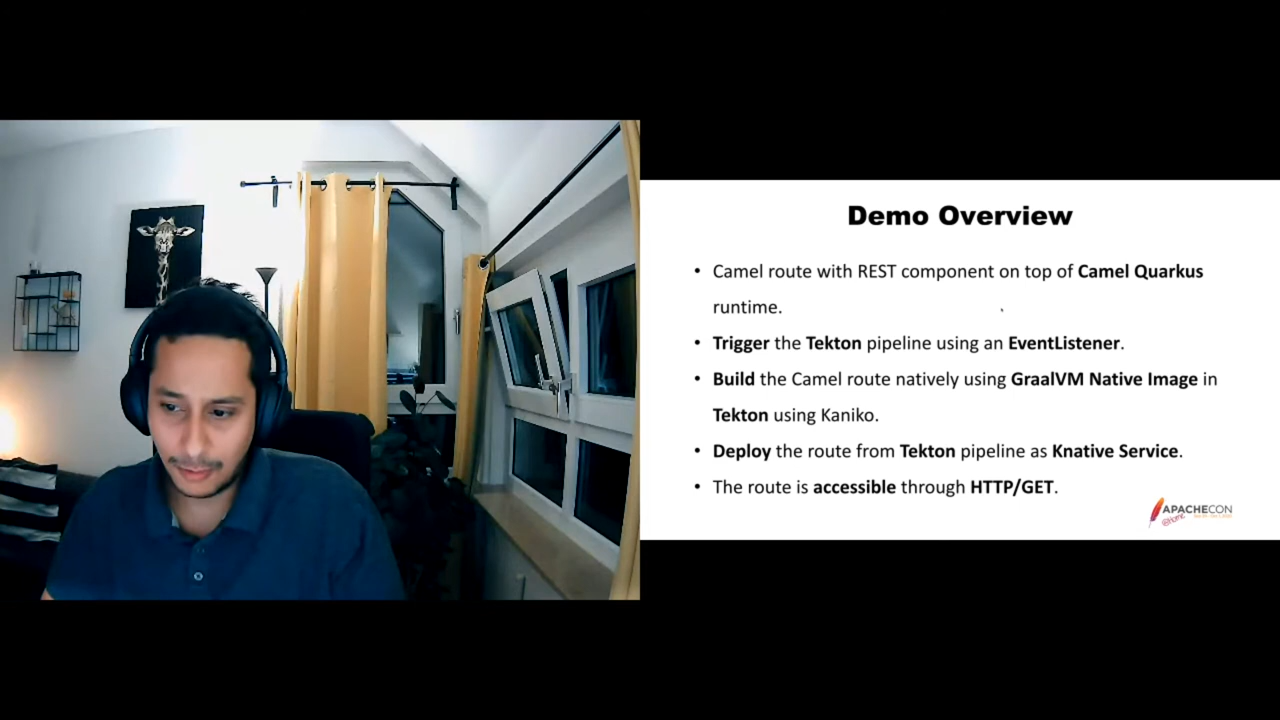 Demo Overview
• Camel route with REST component on top of Camel Quarkus
runtime.
• Trigger the Tekton pipeline using an EventListener.
• Build the Camel route natively using GraalVM Native Image in
Tekton using Kaniko.
• Deploy the route from Tekton pipeline as Knative Service.
• The route is accessible through HTTP/GET.
APACHECON
@Home